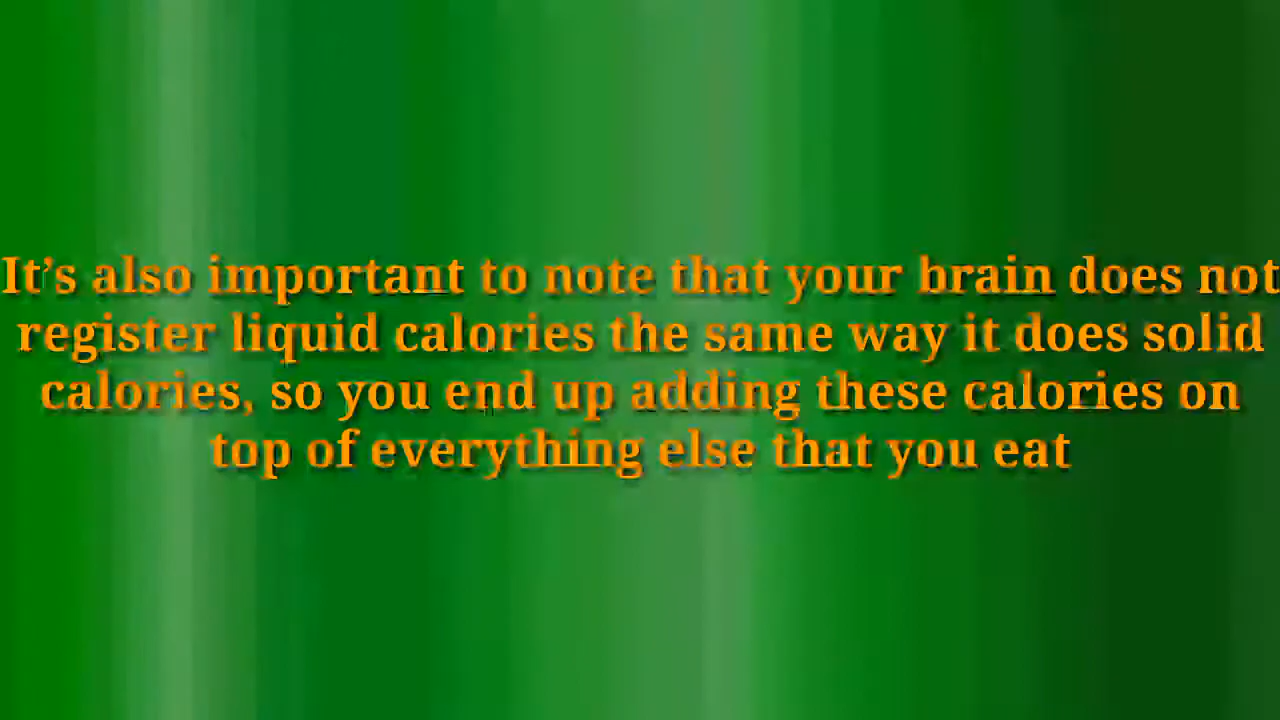 It’s also important to note that your brain does not
register liquid calories the same way it does solid
calories, so you end up adding these calories on
top of everything else that you eat